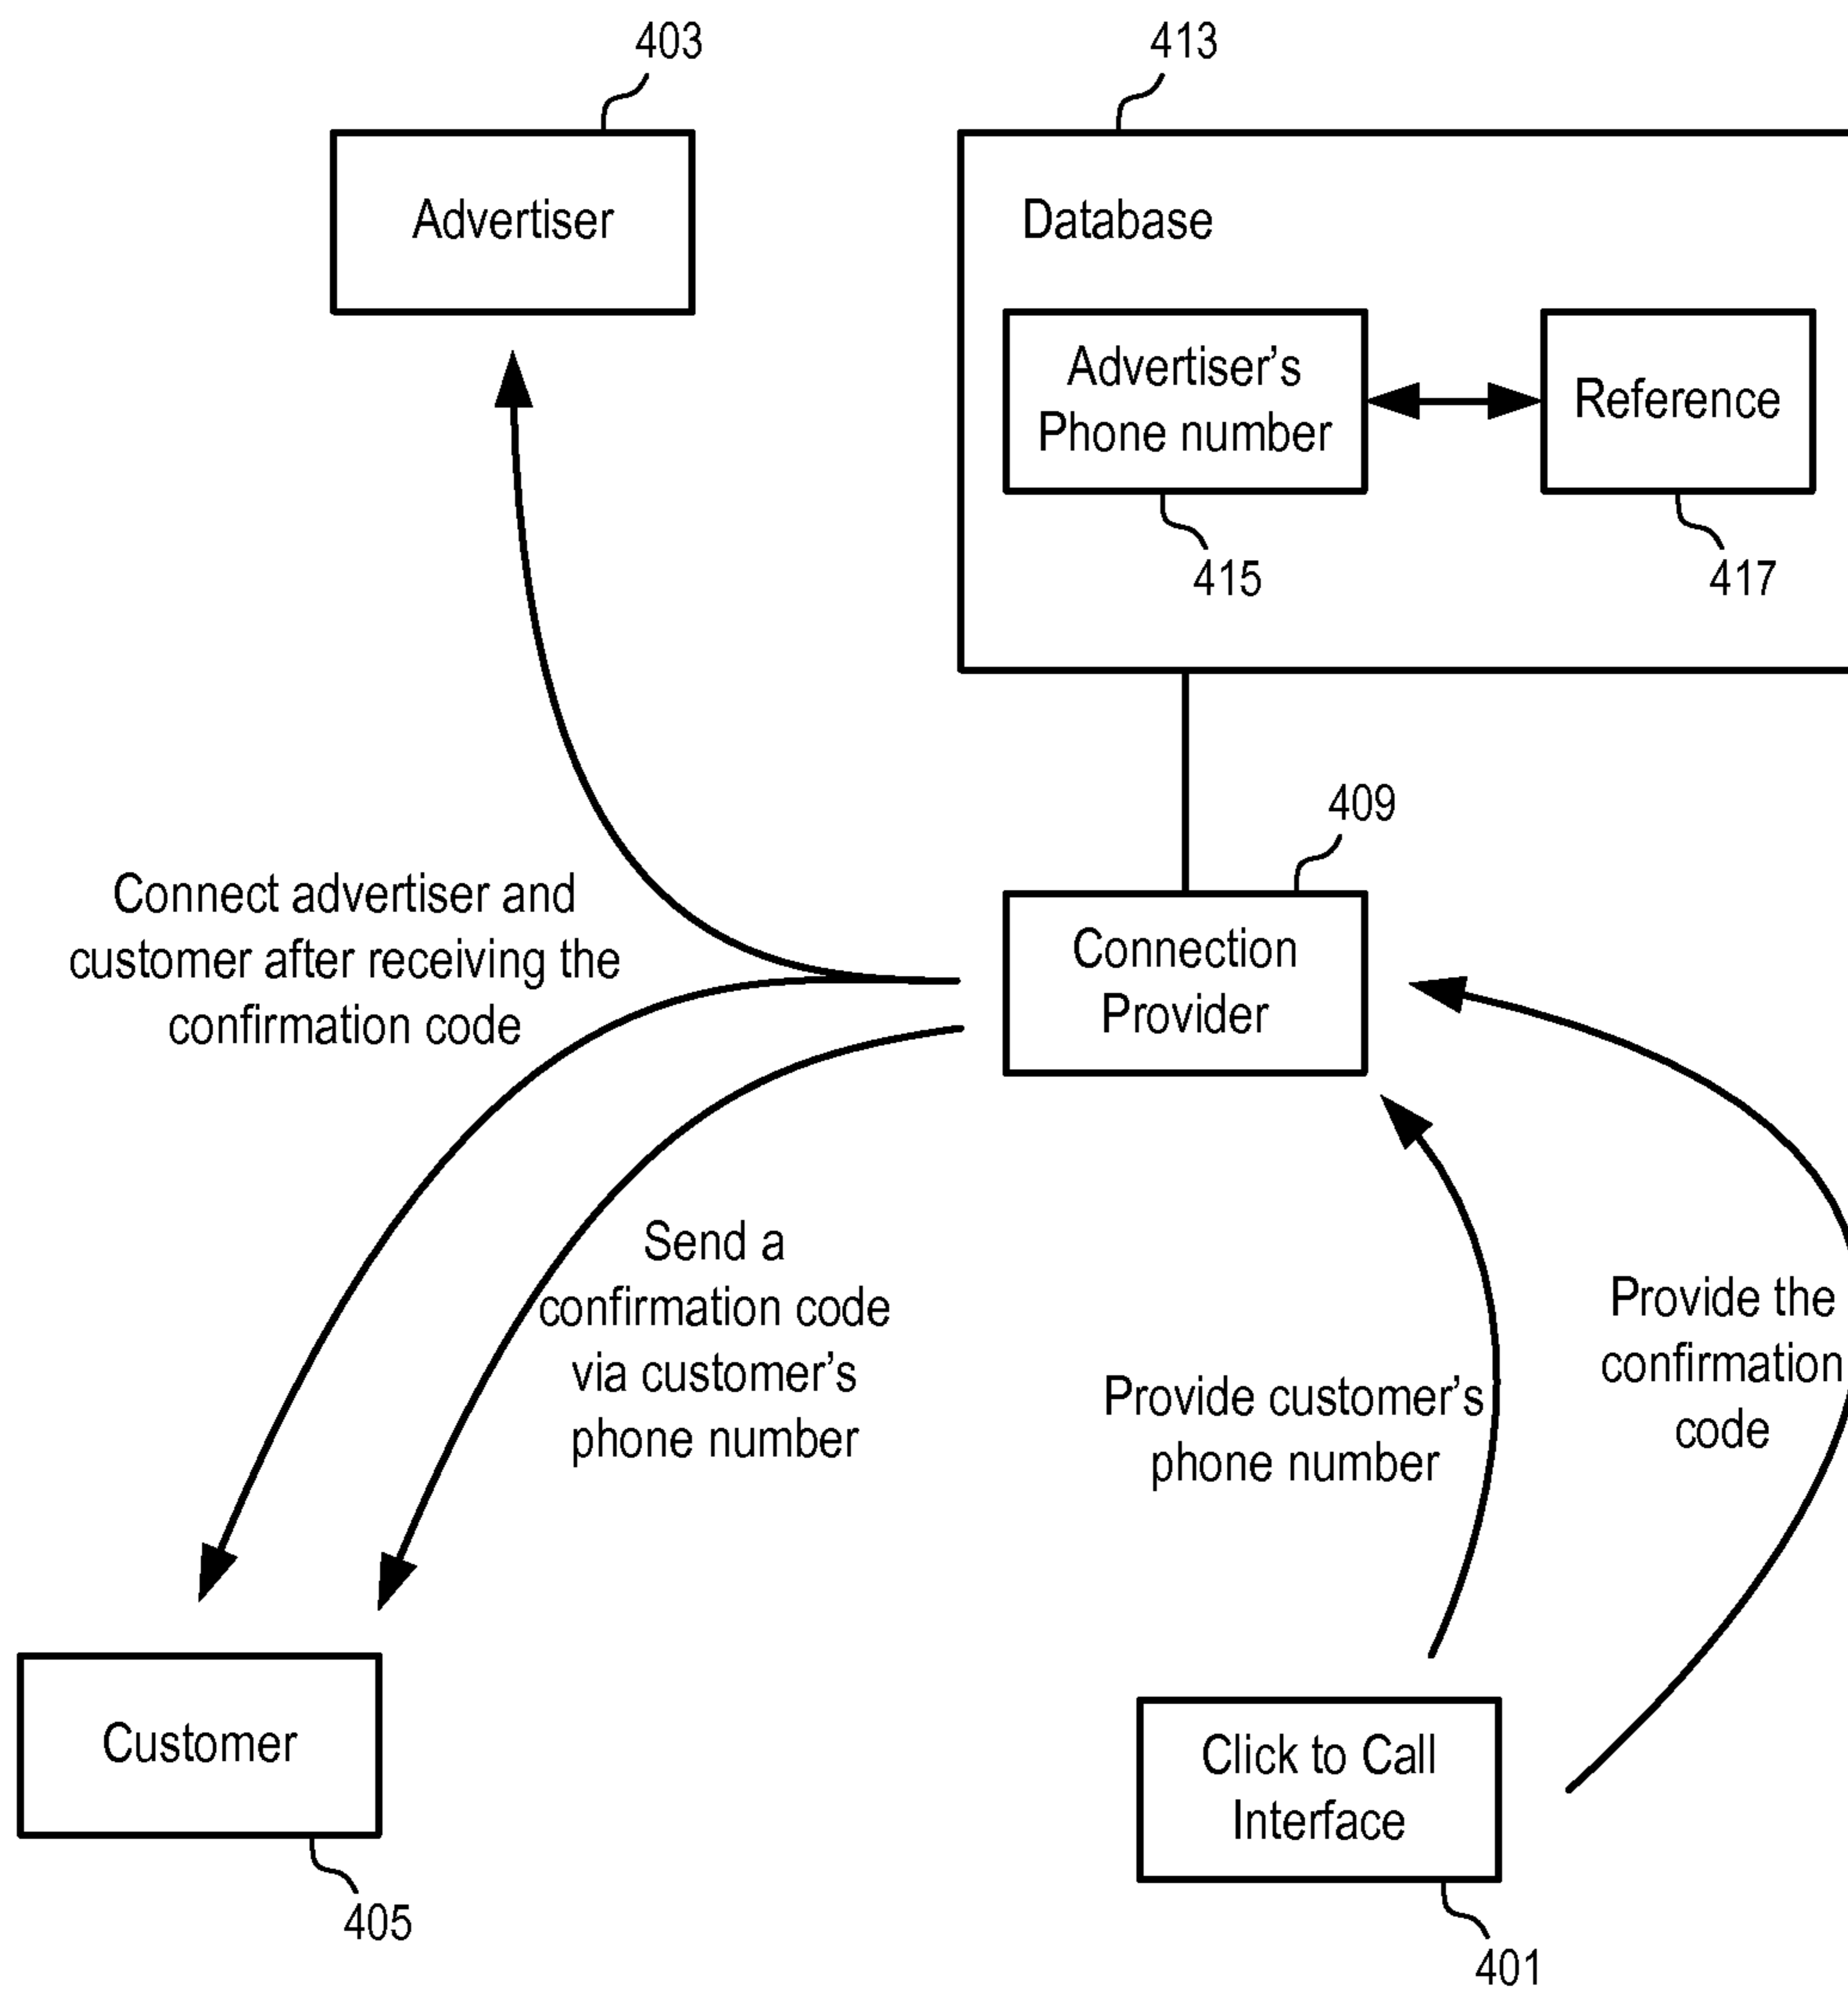 403
413
Advertiser
Database
Advertiser's
Phone number
Reference
415
417
409
Connection
Provider
Connect advertiser and
customer after receiving the
confirmation code
Send a
confirmation code
via customer's
phone number
Provide customer's
phone number
Provide the
confirmation
code
Customer
Click to Call
Interface
405
401